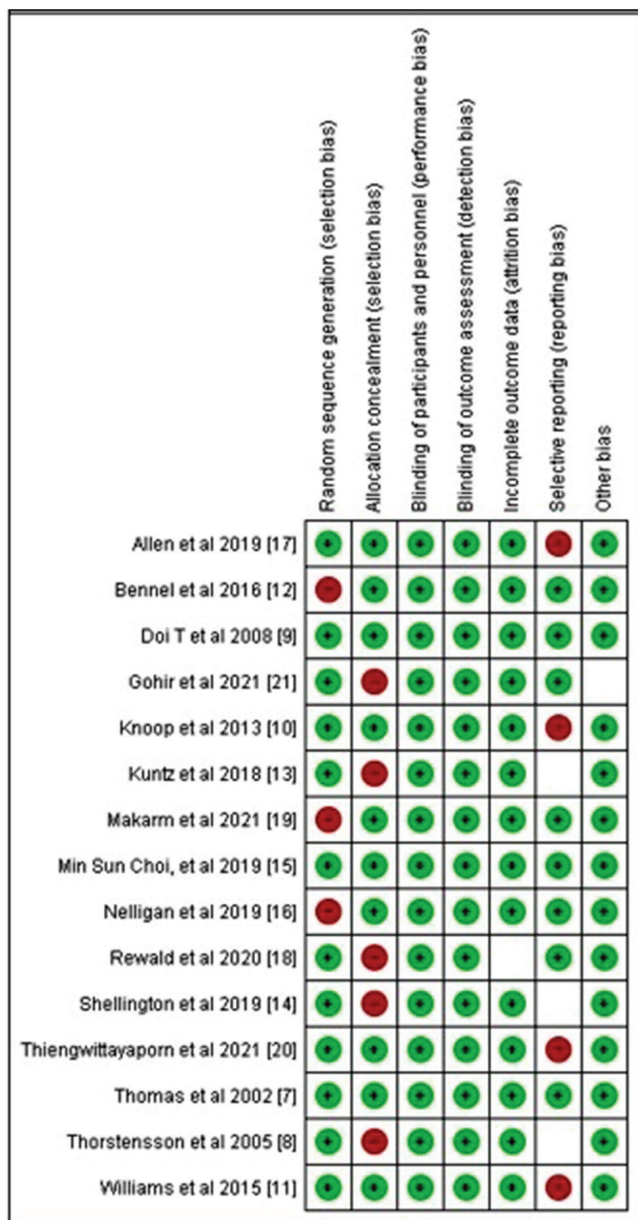 Random sequence generation (selection bias)
Allocation concealment (selection bias)
Blinding of participants and personnel (performance bias)
Blinding of outcome assessment (detection bias)
Incomplete outcome data (attrition bias)
Selective reporting (reporting bias)
Other bias
Allen et al 2019 [17] + + + + + - +
Bennel et al 2016 [12] - + + + + + +
Doi T et al 2008 [9] + + + + + + +
Gohir et al 2021 [21] + - + + + +
Knoop et al 2013 [10] + + + + + - +
Kuntz et al 2018 [13] + - + + + +
Makarm et al 2021 [19] - + + + + + +
Min Sun Choi, et al 2019 [15] + + + + + + +
Nelligan et al 2019 [16] - + + + + + +
Rewald et al 2020 [18] + - + + + +
Shellington et al 2019 [14] + - + + + +
Thiengwittayaporn et al 2021 [20] + + + + + - +
Thomas et al 2002 [7] + + + + + + +
Thorstensson et al 2005 [8] + - + + + +
Williams et al 2015 [11] + + + + + - +